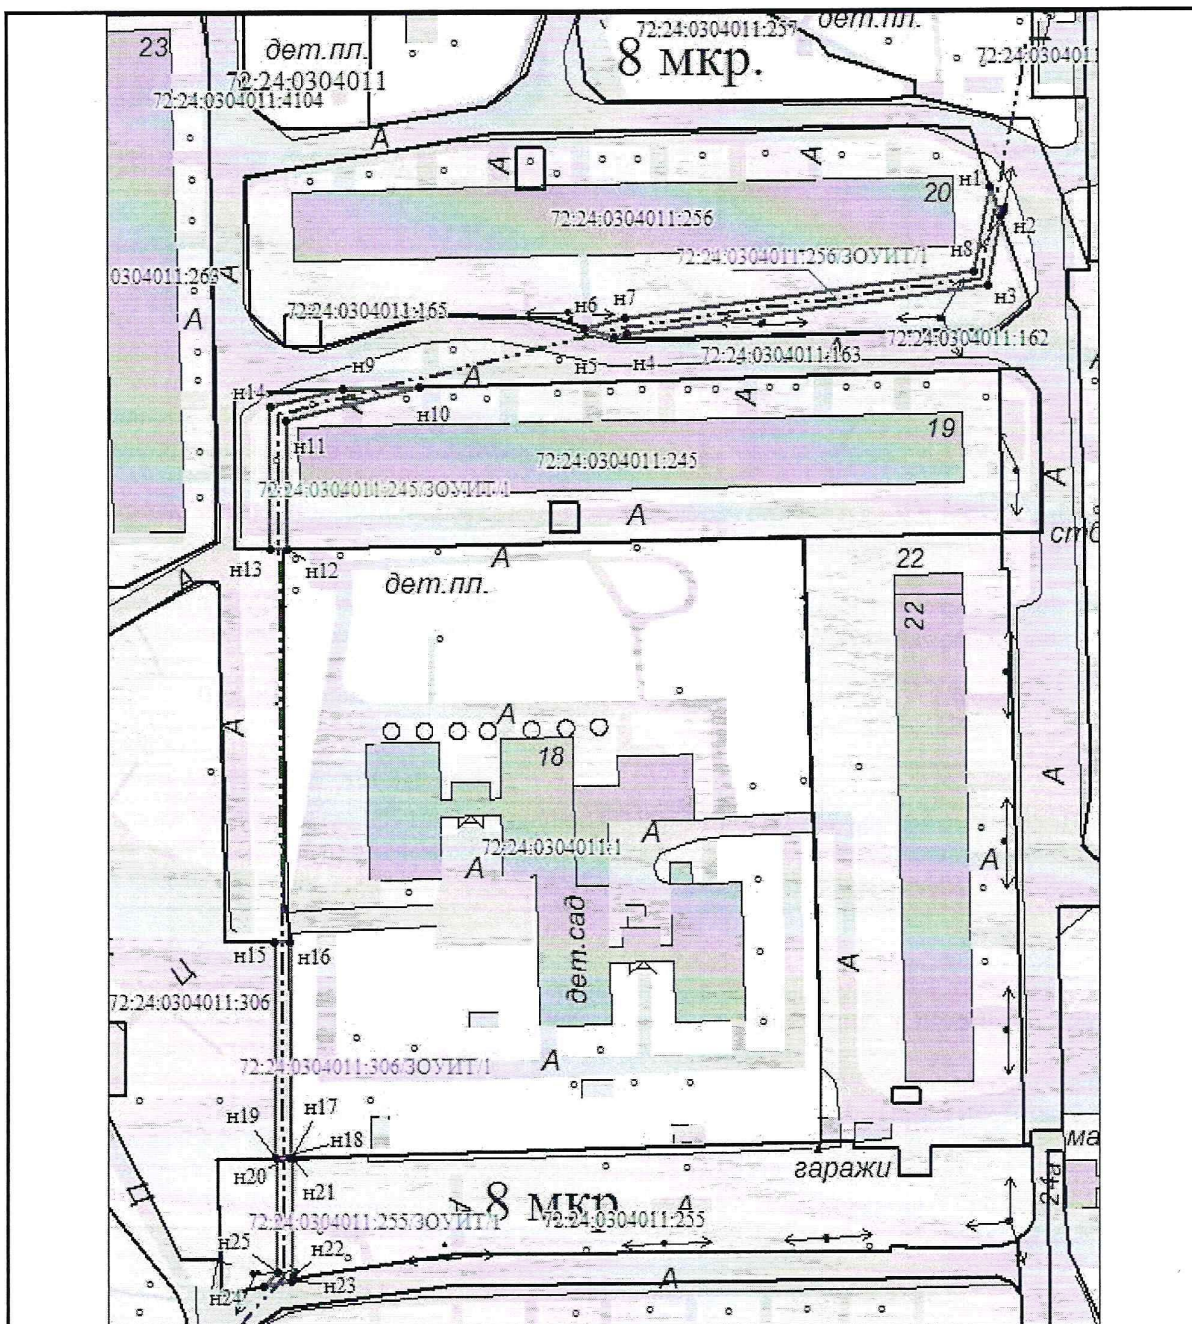 23
дет.пл.
72:24:0304011
72:24:0304011:4104
72:24:0304011:257
8 мкр.
дет.пл.
72:24:0304011
А
А
А
н1
20
72:24:0304011:256
н2
72:24:0304011:256/ЗОУИТ/1
н8
0304011:263
А
н3
72:24:0304011:165
н6
н7
А
н5
н4
72:24:0304011:163
А
72:24:0304011:162
А
н9
А
н14
А
н10
А
19
н11
72:24:0304011:245
72:24:0304011:245/ЗОУИТ/1
А
А
стб
н13
н12
А
22
дет.пл.
А
22
А
А
18
А
А
72:24:0304011:1
А
А
дет.сад
н15
н16
А
Ц
72:24:0304011:306
72:24:0304011:306/ЗОУИТ/1
А
н19
н17
н18
ма
н20
н21
гаражи
24а
Ц
А
8 мкр
А
72:24:0304011:255/ЗОУИТ/1
72:24:0304011:255
н25
н22
н24
н23
А